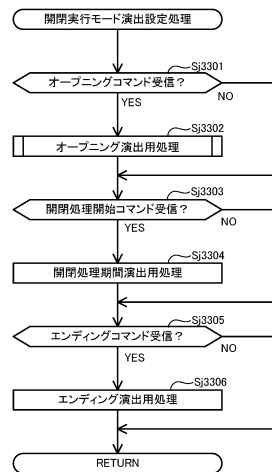 開閉実行モード演出設定処理
Sj3301
オープニングコマンド受信？
YES
NO
Sj3302
オープニング演出用処理
Sj3303
開閉処理開始コマンド受信？
YES
NO
Sj3304
開閉処理期間演出用処理
Sj3305
エンディングコマンド受信？
YES
NO
Sj3306
エンディング演出用処理
RETURN